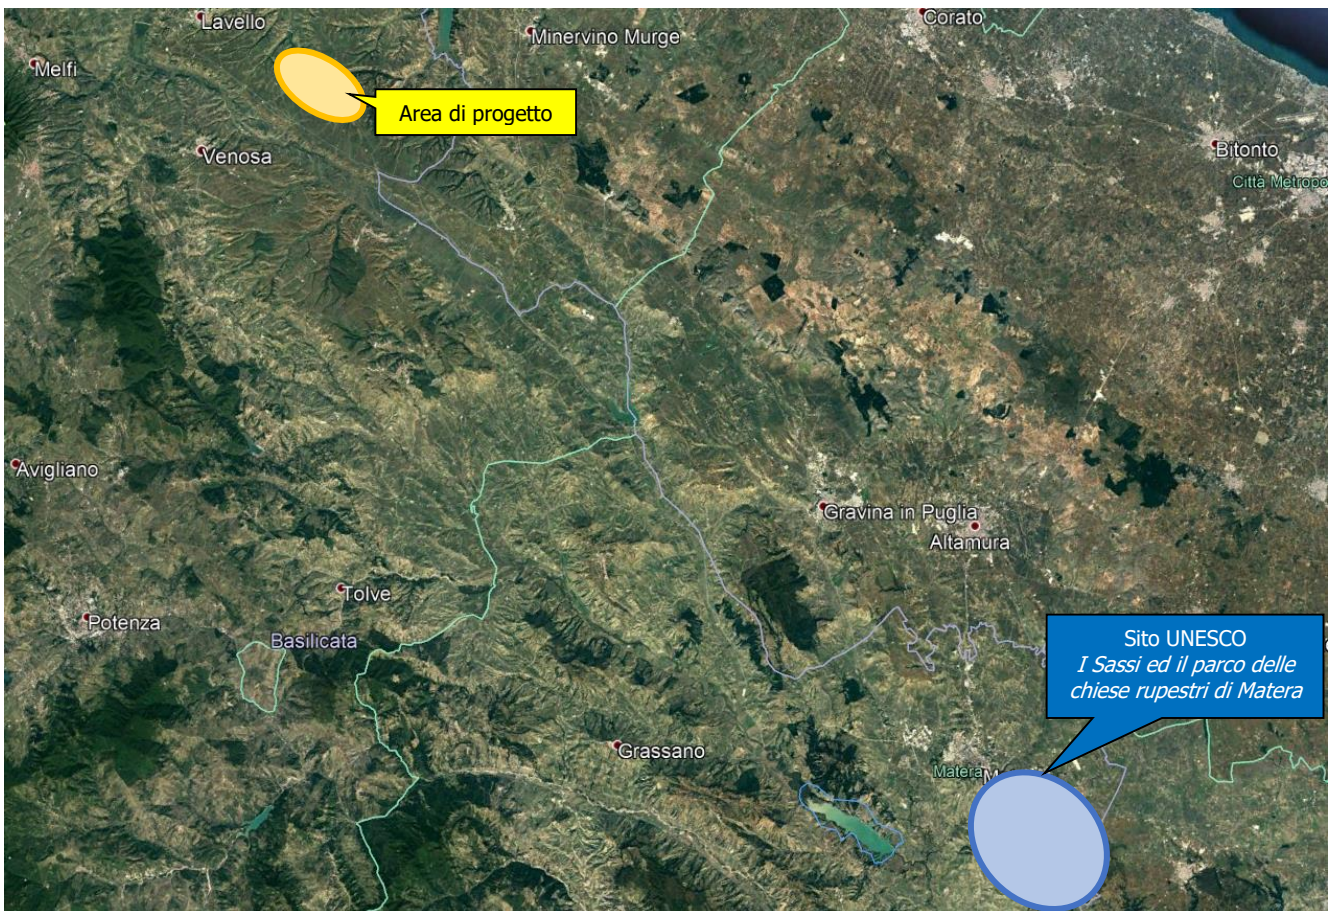 Lavello
Corato
Minervino Murge
Melfi
Area di progetto
Venosa
Bitonto
Città Metropo
Avigliano
Gravina in Puglia
Altamura
Tolve
Potenza
Basilicata
Sito UNESCO
I Sassi ed il parco delle
chiese rupestri di Matera
Grassano
Matera